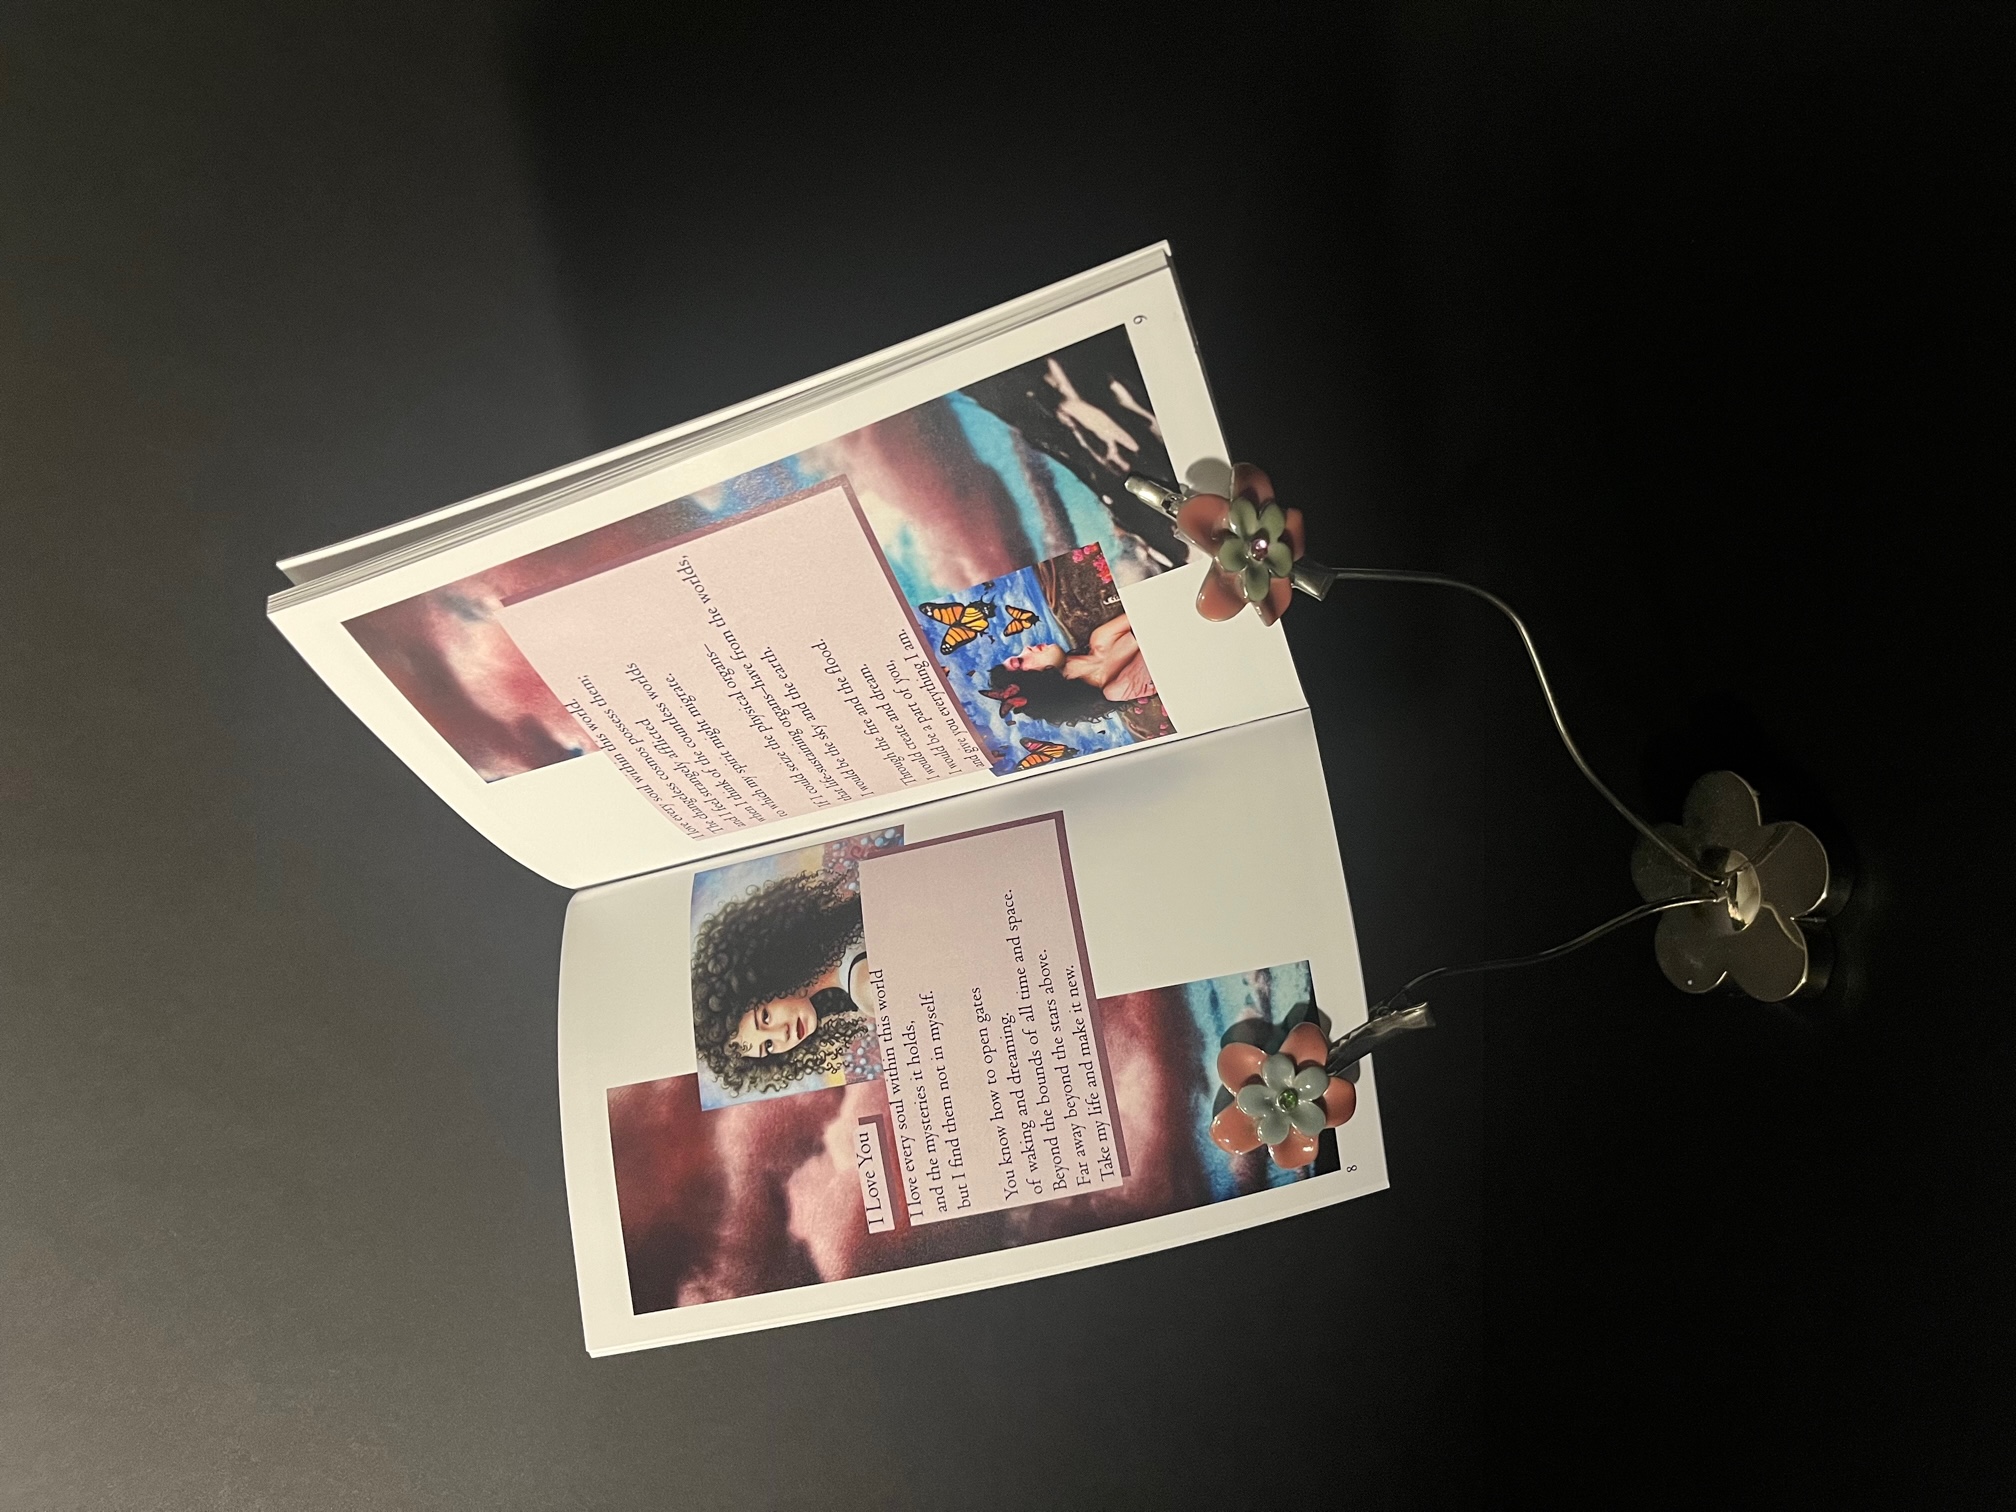 I Love You
I love every soul within this world
and the mysteries it holds,
but I find them not in myself.
You know how to open gates
of waking and dreaming.
Beyond the bounds of all time and space.
Far away beyond the stars above.
Take my life and make it new.
8
I love every soul within this world.
The changeless cosmos possess them;
and I feel strangely afflicted
when I think of the countless worlds
to which my spirit might migrate.
If I could seize the physical organs—
that life-sustaining organs—have from the worlds,
I would be the sky and the earth.
Through the fire and the flood.
I would create and dream.
I would be a part of you,
and give you everything I am.
9